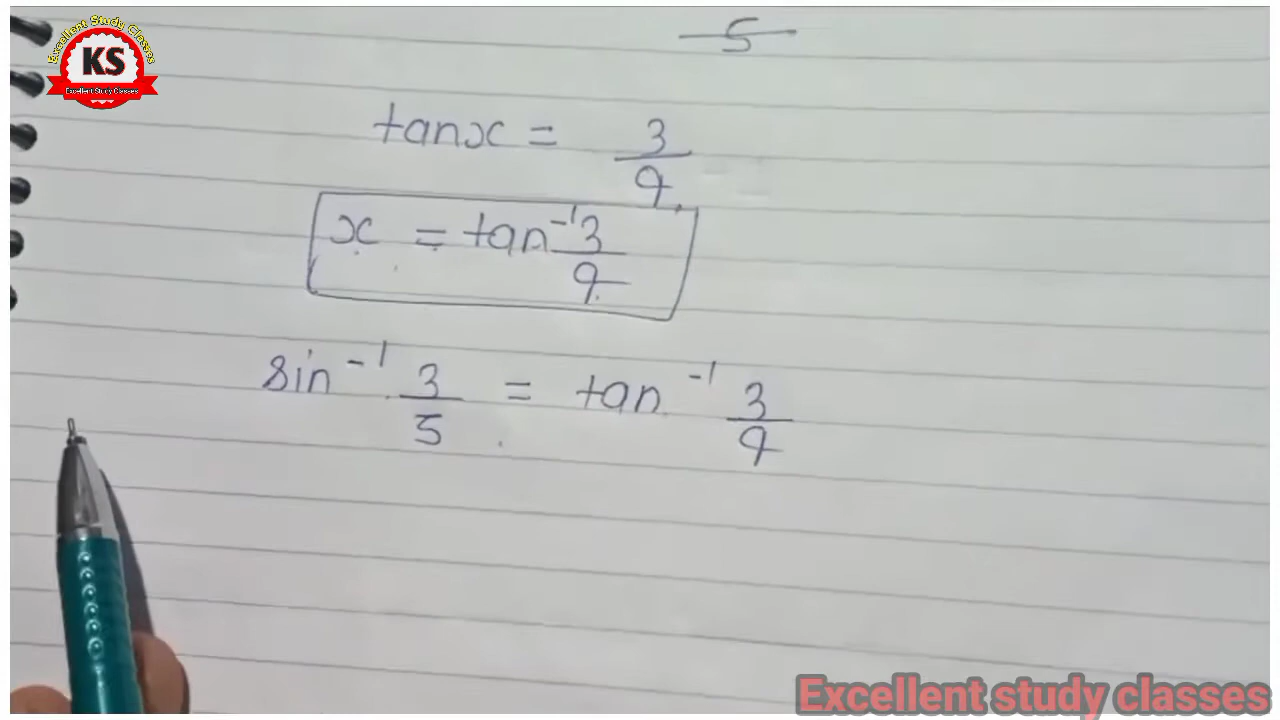 Excellent Study Classes
KS
Excellent Study Classes
5
tanx = 3/4
x = tan⁻¹ 3/4
sin⁻¹ 3/5 = tan⁻¹ 3/4
Excellent study classes